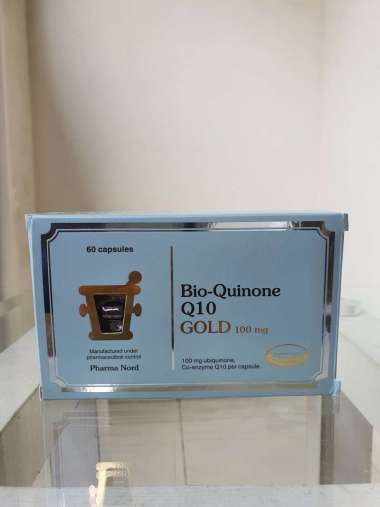 60 capsules
Manufactured under
pharmaceutical control
Pharma Nord
Bio-Quinone
Q10
GOLD 100 mg
100 mg ubiquinone,
Co-enzyme Q10 per capsule.